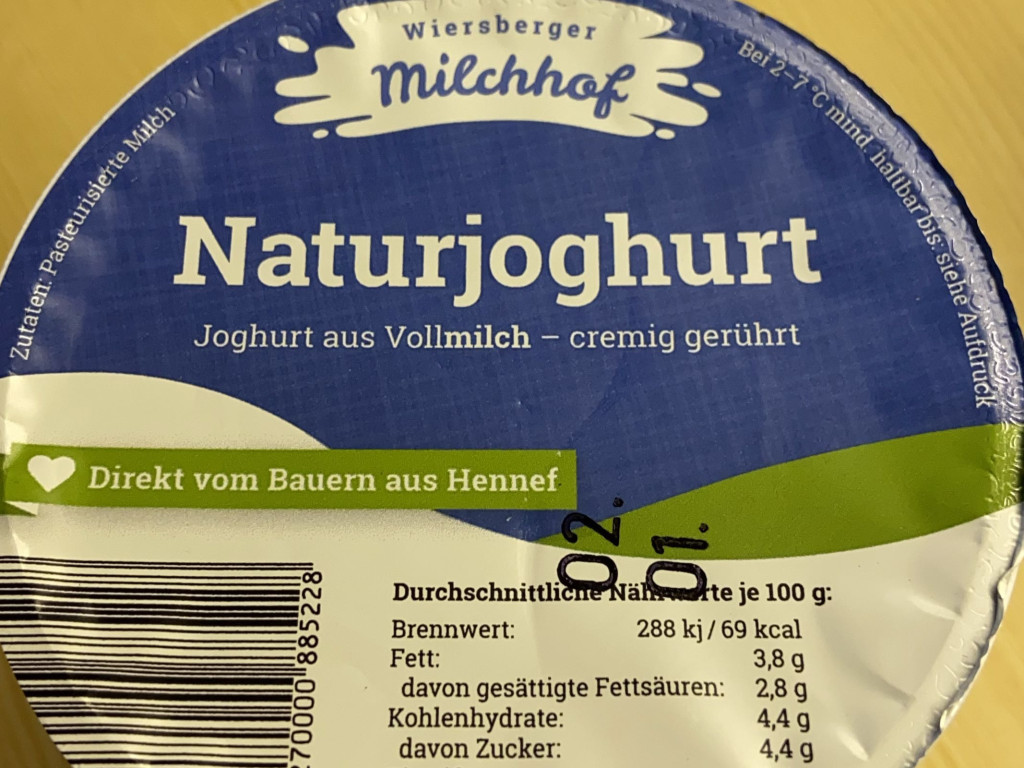 Wiersberger
Milchhof
Bei 2–7 °C mind. haltbar bis: siehe Aufdruck
Zutaten: Pasteurisierte Milch
Naturjoghurt
Joghurt aus Vollmilch – cremig gerührt
Direkt vom Bauern aus Hennef
02.
01.
Durchschnittliche Nährwerte je 100 g:
Brennwert: 288 kj / 69 kcal
Fett: 3,8 g
davon gesättigte Fettsäuren: 2,8 g
Kohlenhydrate: 4,4 g
davon Zucker: 4,4 g
270000 885228